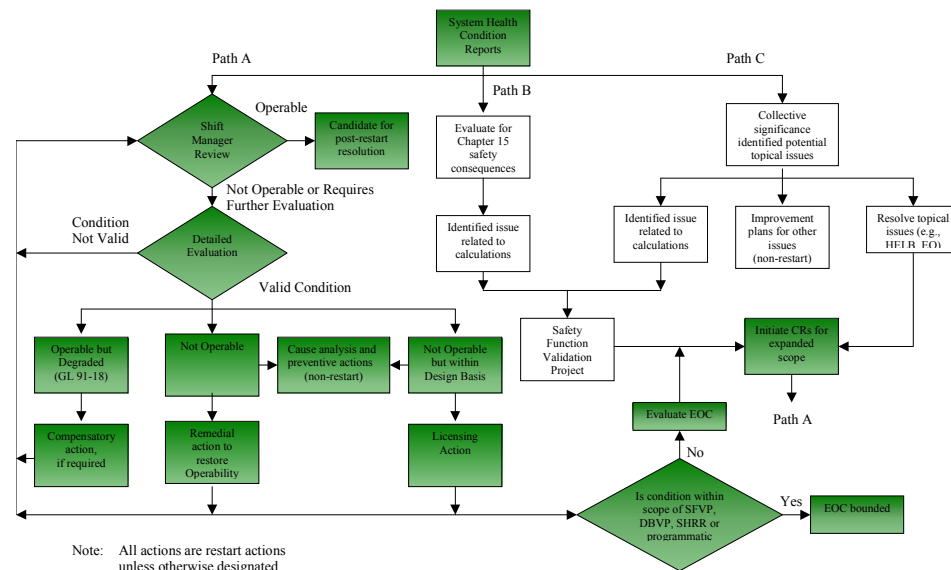 System Health
Condition
Reports
Path A
Path B
Path C
Shift
Manager
Review
Operable
Candidate for
post-restart
resolution
Evaluate for
Chapter 15
safety
consequences
Collective
significance
identified potential
topical issues
Not Operable or Requires
Further Evaluation
Condition
Not Valid
Detailed
Evaluation
Identified issue
related to
calculations
Identified issue
related to
calculations
Improvement
plans for other
issues
(non-restart)
Resolve topical
issues (e.g.,
HELB, EQ)
Valid Condition
Operable but
Degraded
(GL 91-18)
Not Operable
Cause analysis and
preventive actions
(non-restart)
Not Operable
but within
Design Basis
Safety
Function
Validation
Project
Initiate CRs for
expanded
scope
Path A
Compensatory
action,
if required
Remedial
action to
restore
Operability
Licensing
Action
Evaluate EOC
No
Is condition within
scope of SFVP,
DBVP, SHRR or
programmatic
Yes
EOC bounded
Note: All actions are restart actions
unless otherwise designated